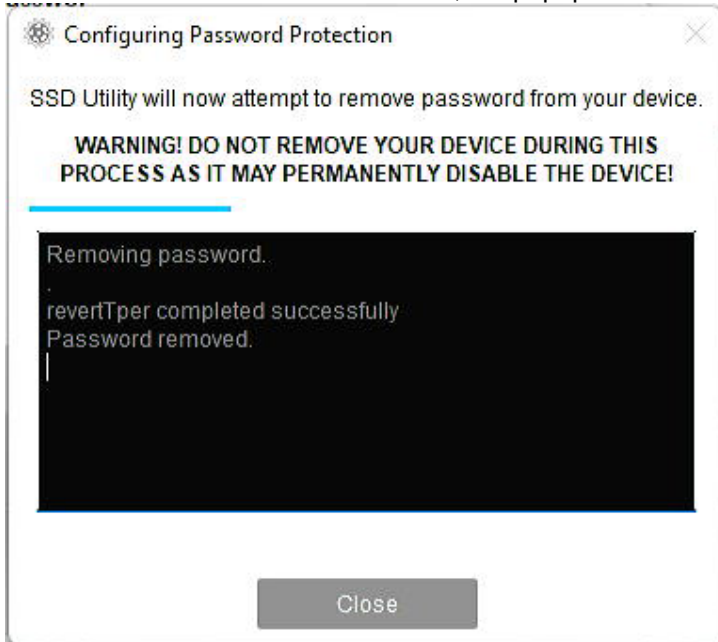 Configuring Password Protection
SSD Utility will now attempt to remove password from your device.
WARNING! DO NOT REMOVE YOUR DEVICE DURING THIS
PROCESS AS IT MAY PERMANENTLY DISABLE THE DEVICE!
Removing password.
.
revertTper completed successfully
Password removed.
Close